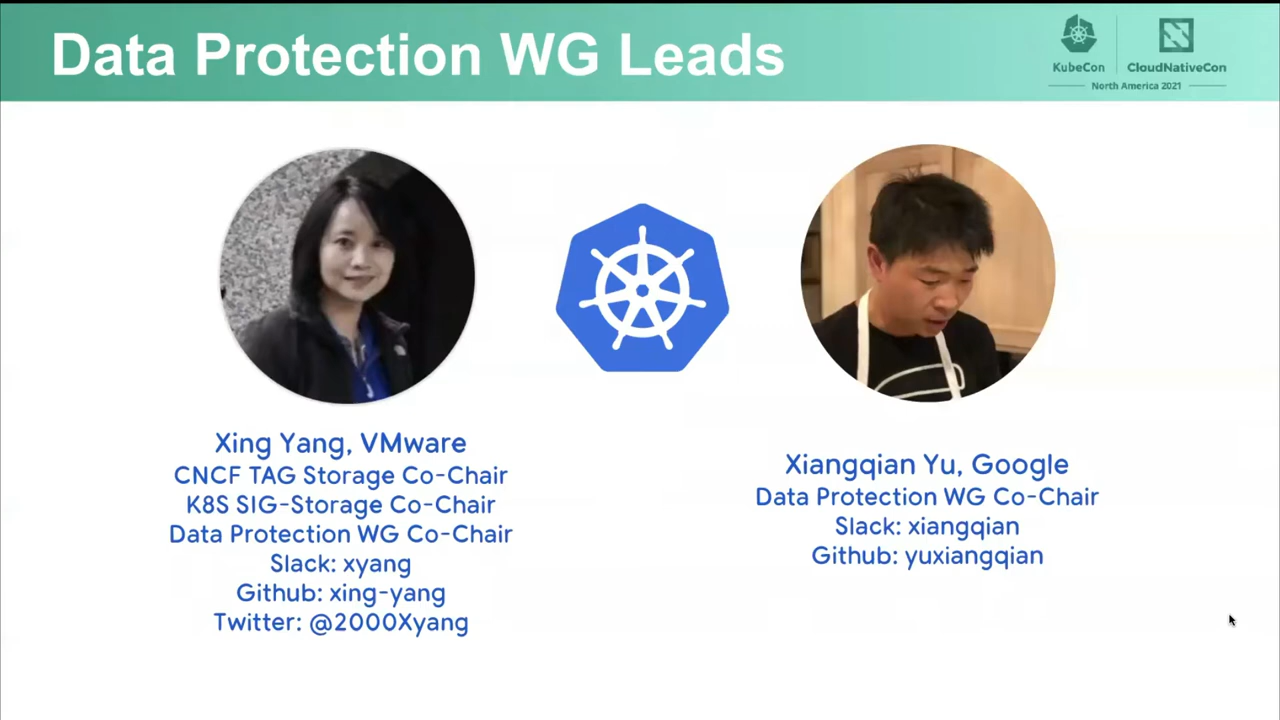 Data Protection WG Leads
KubeCon
CloudNativeCon
North America 2021
Xing Yang, VMware
CNCF TAG Storage Co-Chair
K8S SIG-Storage Co-Chair
Data Protection WG Co-Chair
Slack: xyang
Github: xing-yang
Twitter: @2000Xyang
Xiangqian Yu, Google
Data Protection WG Co-Chair
Slack: xiangqian
Github: yuxiangqian